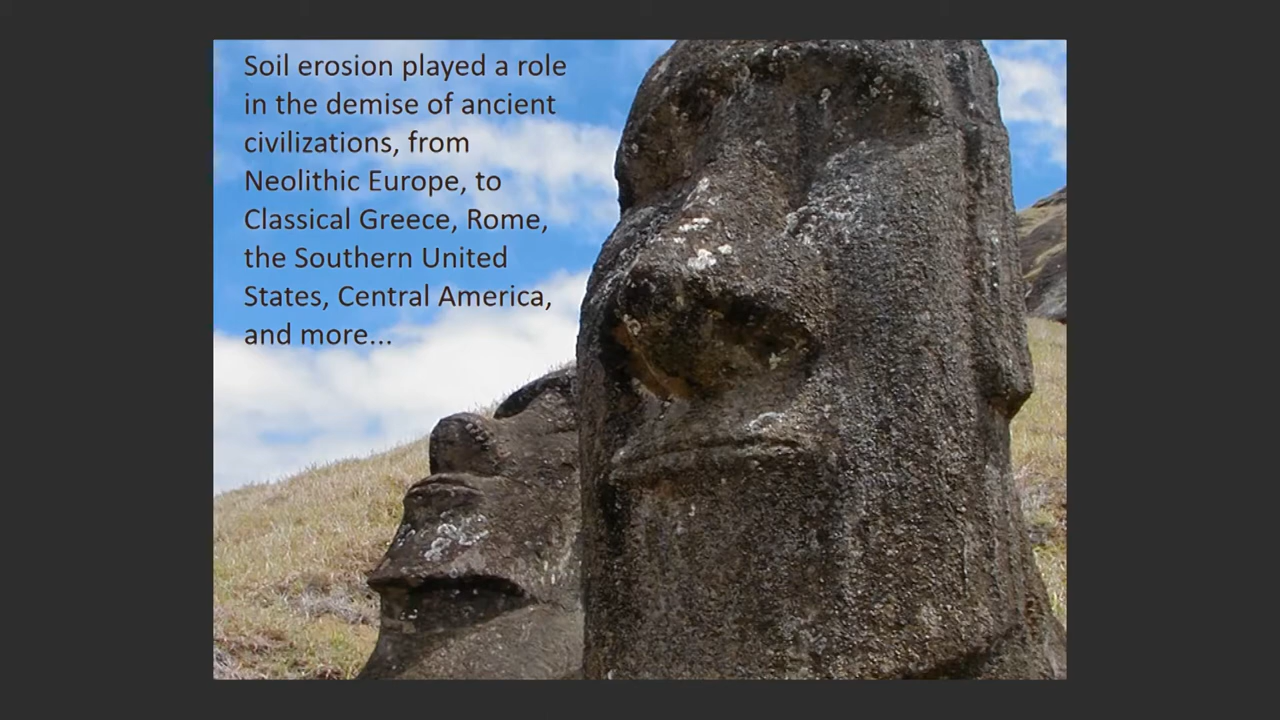 Soil erosion played a role
in the demise of ancient
civilizations, from
Neolithic Europe, to
Classical Greece, Rome,
the Southern United
States, Central America,
and more...